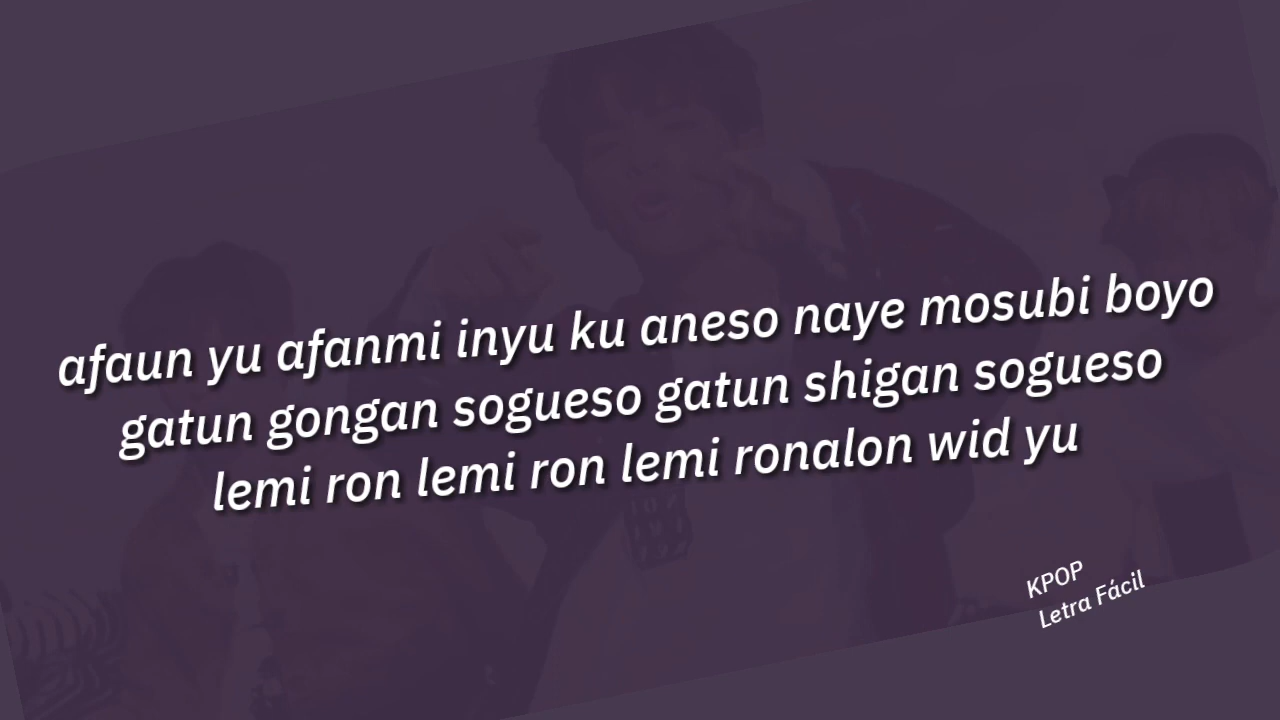 afaun yu afanmi inyu ku aneso naye mosubi boyo
gatun gongan sogueso gatun shigan sogueso
lemi ron lemi ron lemi ronalon wid yu
KPOP
Letra Fácil